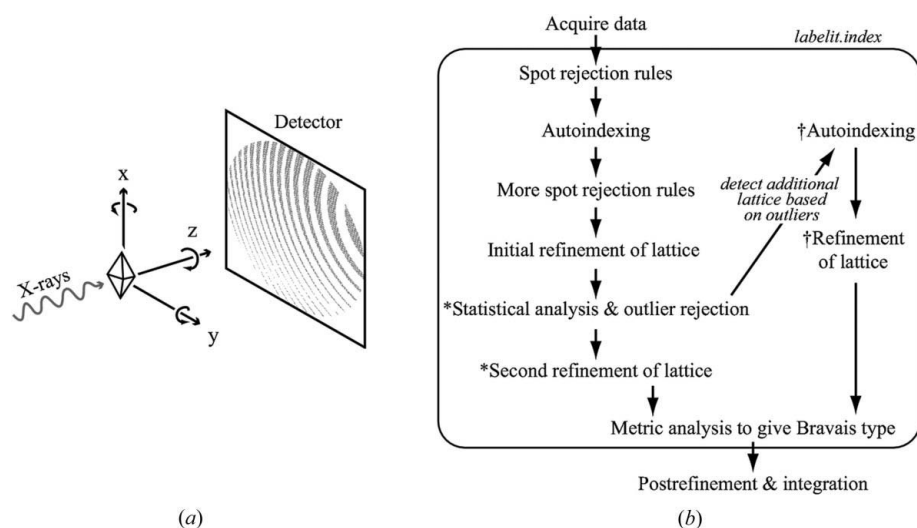 Detector
x
z
X-rays
y
(a)
Acquire data
labelit.index
Spot rejection rules
Autoindexing
†Autoindexing
More spot rejection rules
detect additional
lattice based
on outliers
Initial refinement of lattice
†Refinement
of lattice
*Statistical analysis & outlier rejection
*Second refinement of lattice
Metric analysis to give Bravais type
Postrefinement & integration
(b)